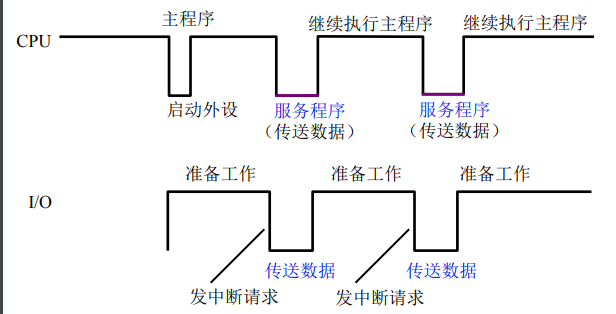 主程序
继续执行主程序
继续执行主程序
CPU
启动外设
服务程序
(传送数据)
服务程序
(传送数据)
准备工作
准备工作
准备工作
I/O
传送数据
传送数据
发中断请求
发中断请求